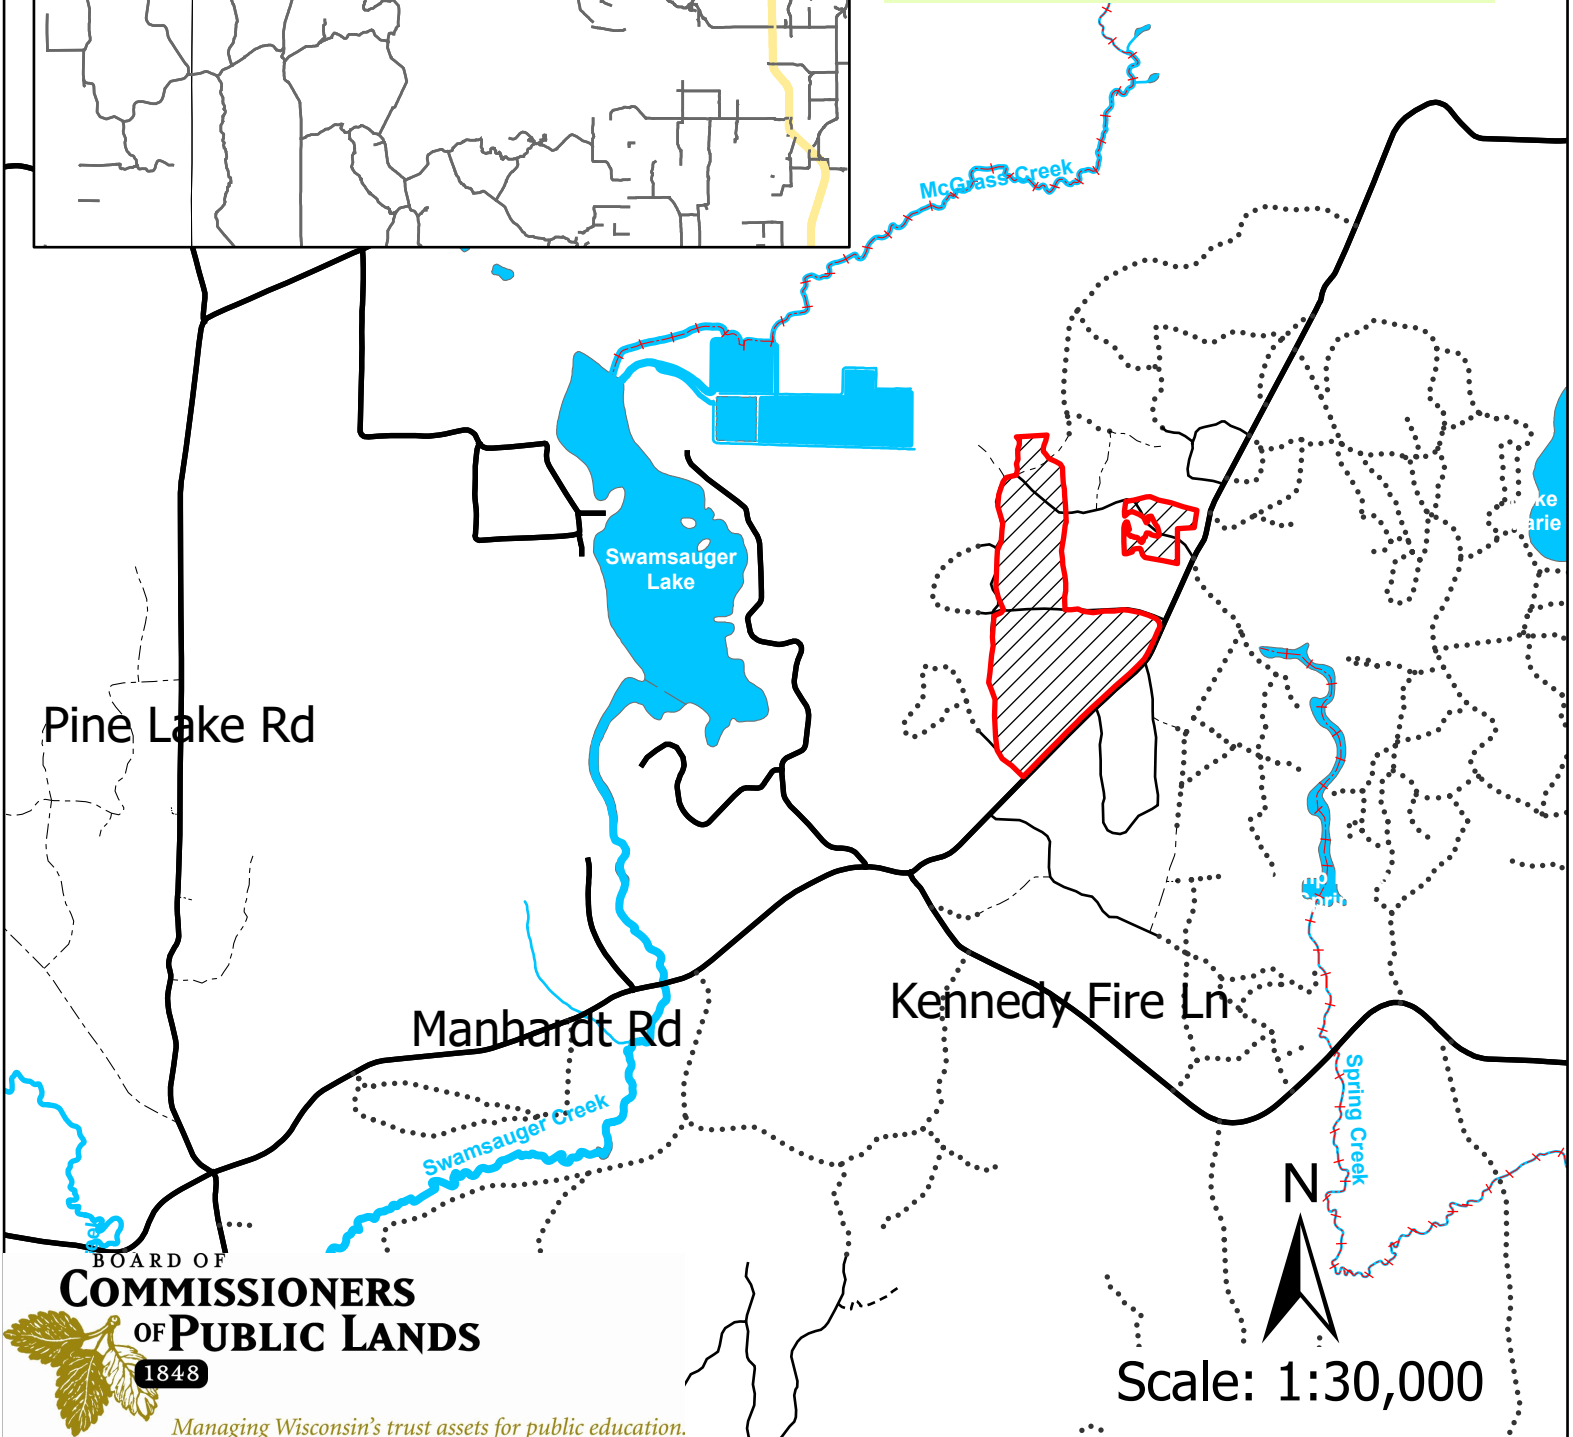 McGrass Creek
Swamsauger
Lake
Pine Lake Rd
Manhardt Rd
Kennedy Fire Ln
Swamsauger Creek
Spring Creek
N
BOARD OF
COMMISSIONERS
OF PUBLIC LANDS
1848
Managing Wisconsin's trust assets for public education.
Scale: 1:30,000